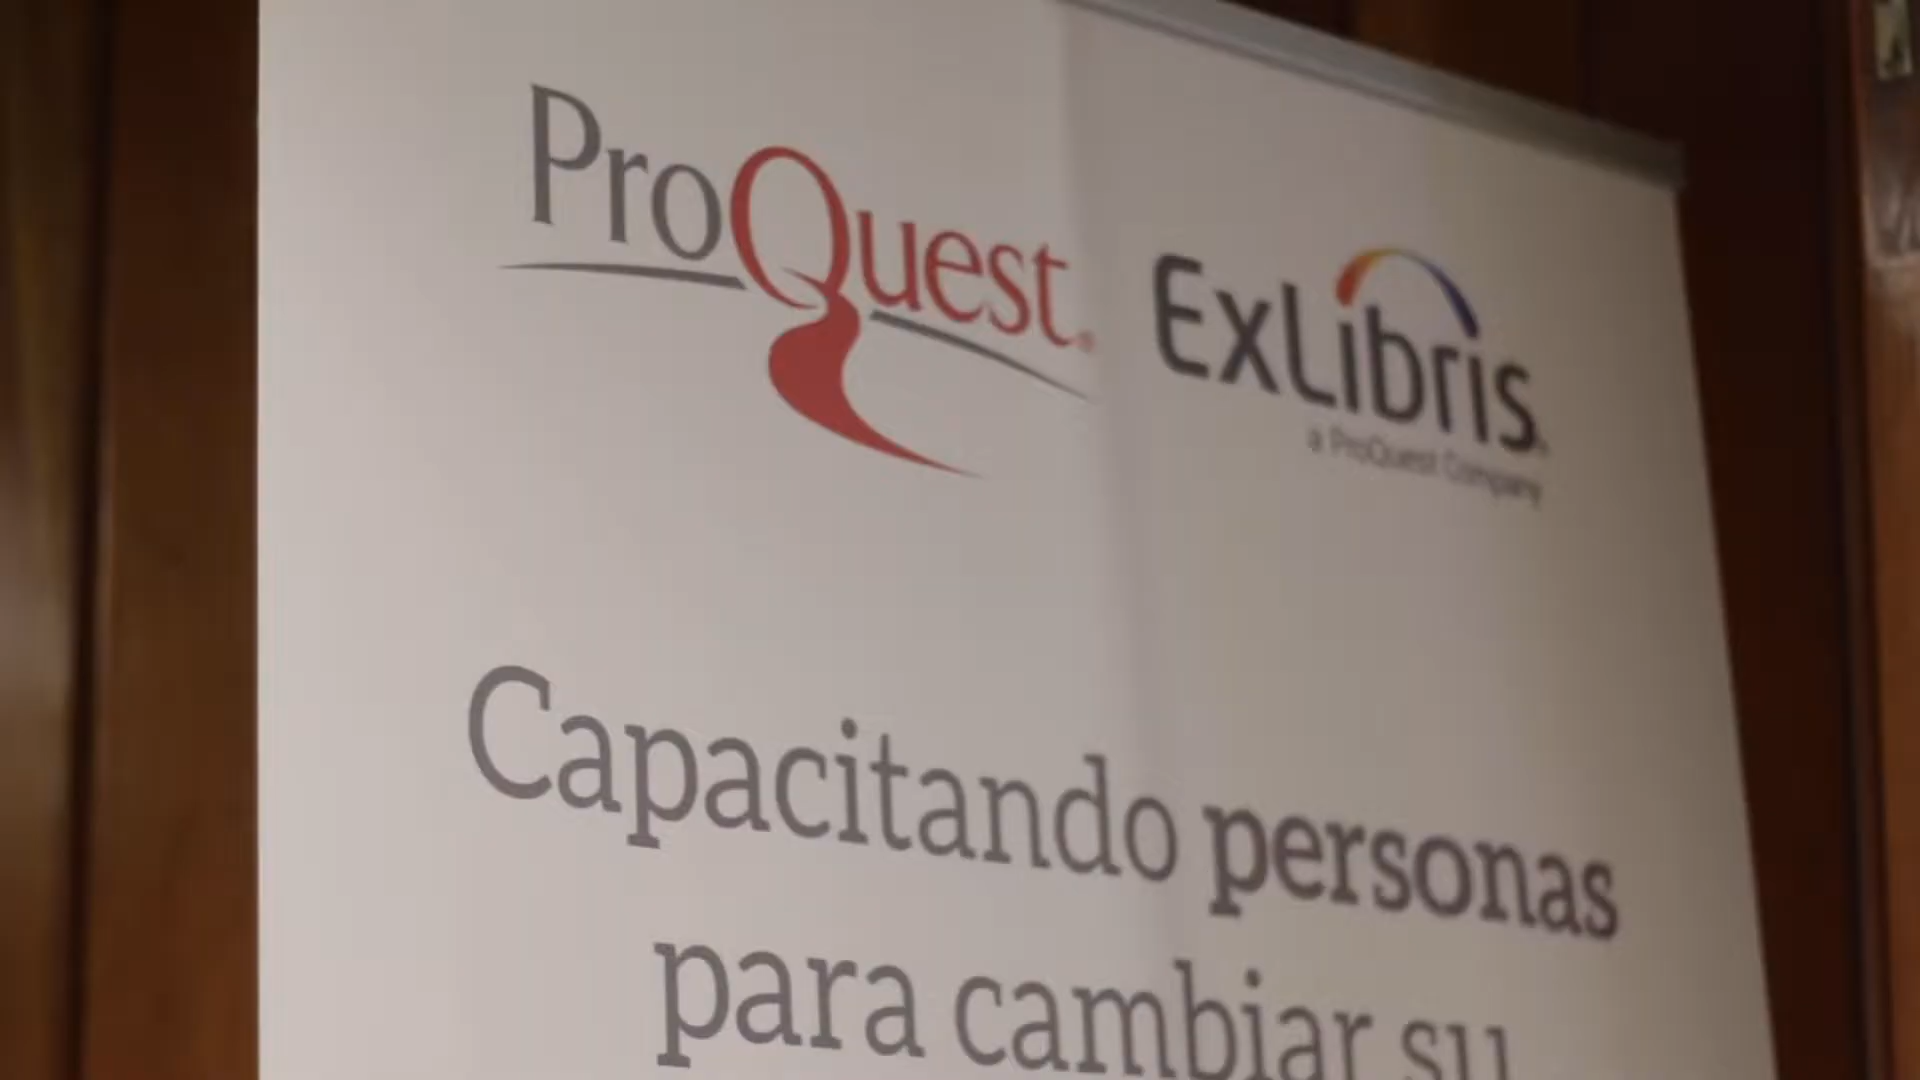 ProQuest®
ExLibris®
a ProQuest Company
Capacitando personas
para cambiar su